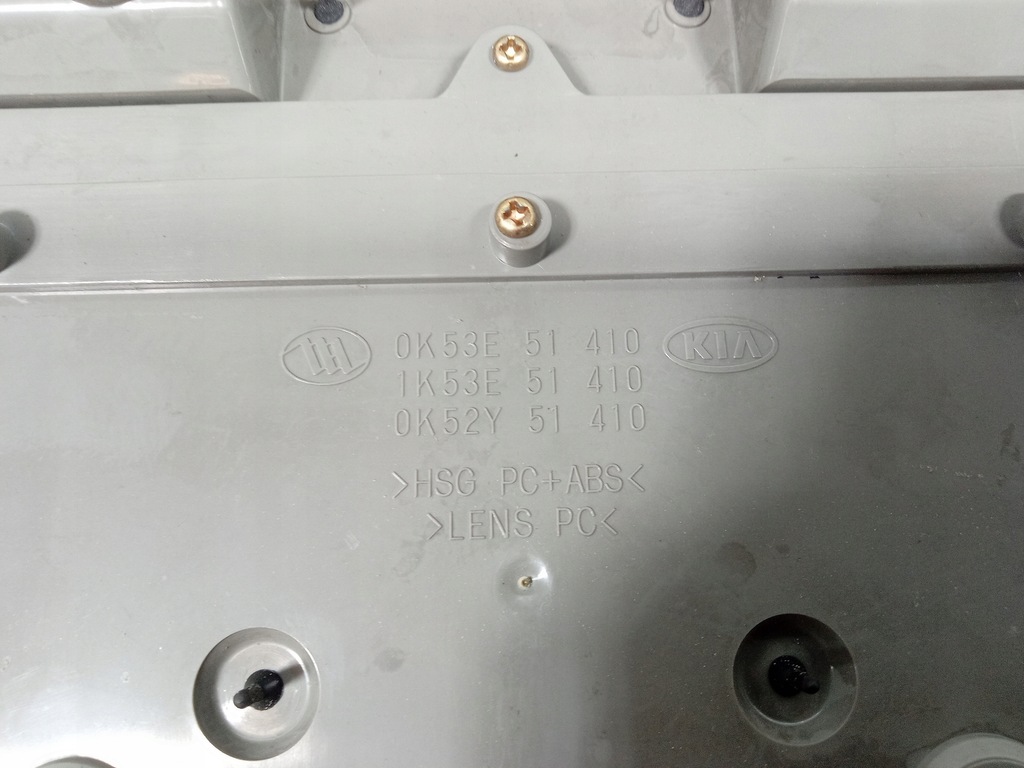 0K53E 51 410 KIA
1K53E 51 410
0K52Y 51 410
>HSG PC+ABS<
>LENS PC<